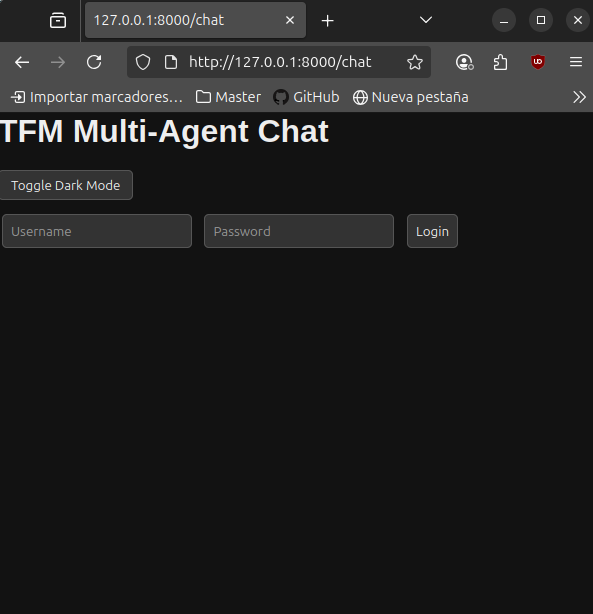 127.0.0.1:8000/chat
http://127.0.0.1:8000/chat
Importar marcadores… Master GitHub Nueva pestaña
TFM Multi-Agent Chat
Toggle Dark Mode
Username Password Login